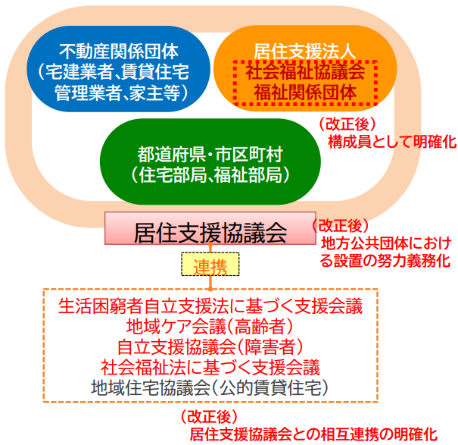 不動産関係団体
(宅建業者、賃貸住宅
管理業者、家主等)
居住支援法人
社会福祉協議会
福祉関係団体
(改正後)
構成員として明確化
都道府県・市区町村
(住宅部局、福祉部局)
居住支援協議会
(改正後)
地方公共団体におけ
る設置の努力義務化
連携
生活困窮者自立支援法に基づく支援会議
地域ケア会議(高齢者)
自立支援協議会(障害者)
社会福祉法に基づく支援会議
地域住宅協議会(公的賃貸住宅)
(改正後)
居住支援協議会との相互連携の明確化